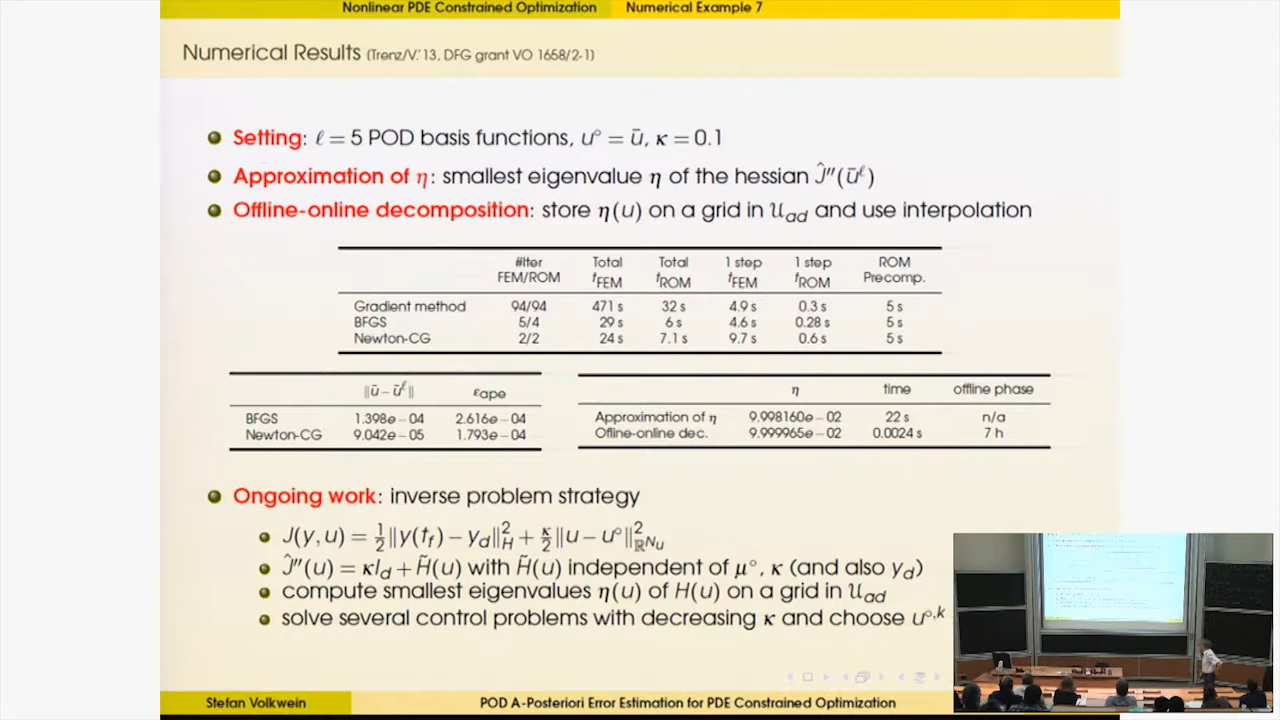 Nonlinear PDE Constrained Optimization Numerical Example 7
Numerical Results (Trenz/V.'13, DFG grant VO 1658/2-1)
Setting: ℓ = 5 POD basis functions, u° = ū, κ = 0.1
Approximation of η: smallest eigenvalue η of the hessian Ĵ″(ūˡ)
Offline-online decomposition: store η(u) on a grid in 𝒰_ad and use interpolation
#Iter Total Total 1 step 1 step ROM
FEM/ROM t_FEM t_ROM t_FEM t_ROM Precomp.
Gradient method 94/94 471 s 32 s 4.9 s 0.3 s 5 s
BFGS 5/4 29 s 6 s 4.6 s 0.28 s 5 s
Newton-CG 2/2 24 s 7.1 s 9.7 s 0.6 s 5 s
‖ū − ūˡ‖ ε_ape
BFGS 1.398e−04 2.616e−04
Newton-CG 9.042e−05 1.793e−04
η time offline phase
Approximation of η 9.998160e−02 22 s n/a
Ofline-online dec. 9.999965e−02 0.0024 s 7 h
Ongoing work: inverse problem strategy
J(y, u) = ½‖y(t_f) − y_d‖²_H + κ/2‖u − u°‖²_ℝ^N_u
Ĵ″(u) = κI_d + H̃(u) with H̃(u) independent of μ°, κ (and also y_d)
compute smallest eigenvalues η(u) of H(u) on a grid in 𝒰_ad
solve several control problems with decreasing κ and choose u°,k
Stefan Volkwein POD A-Posteriori Error Estimation for PDE Constrained Optimization